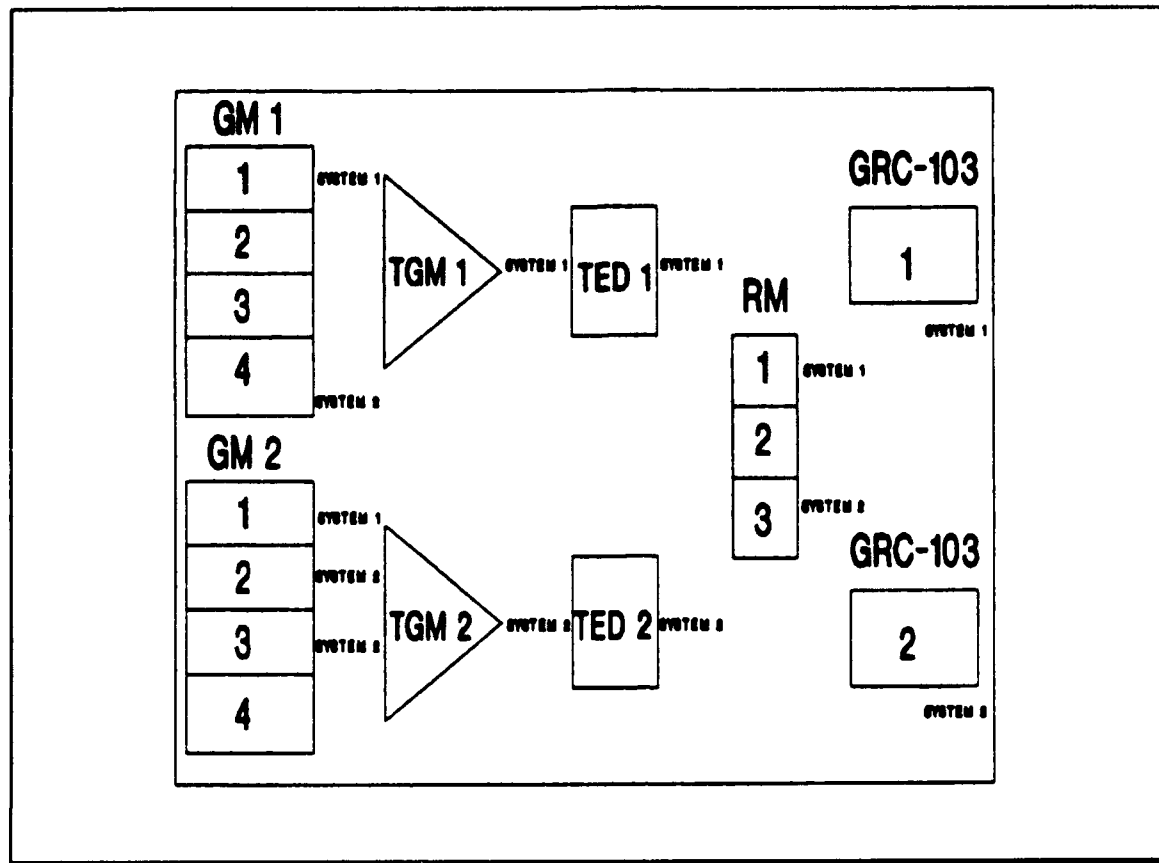 GM 1
1
SYSTEM 1
2
3
4
SYSTEM 2
TGM 1
SYSTEM 1
TED 1
SYSTEM 1
GRC-103
1
SYSTEM 1
RM
1
SYSTEM 1
2
3
SYSTEM 2
GM 2
1
SYSTEM 1
2
SYSTEM 2
3
SYSTEM 2
4
TGM 2
SYSTEM 2
TED 2
SYSTEM 2
GRC-103
2
SYSTEM 2